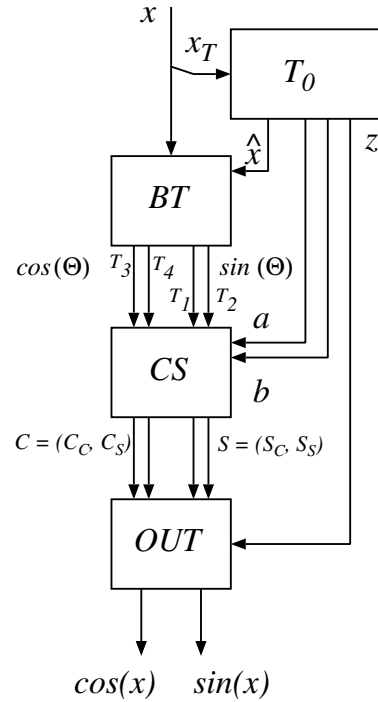 x
x_T
T_0
x̂
z
BT
cos(Θ) T_3 T_4 sin (Θ)
T_1 T_2
a
CS
b
C = (C_C, C_S) S = (S_C, S_S)
OUT
cos(x) sin(x)